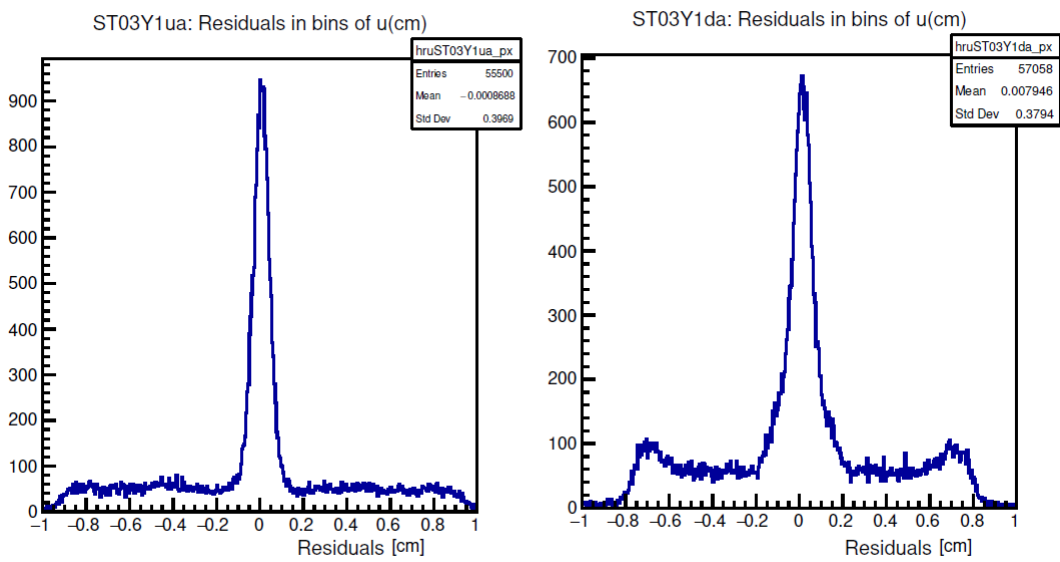 ST03Y1ua: Residuals in bins of u(cm)
hruST03Y1ua_px
Entries 55500
Mean −0.0008688
Std Dev 0.3969
900
800
700
600
500
400
300
200
100
0
−1 −0.8 −0.6 −0.4 −0.2 0 0.2 0.4 0.6 0.8 1
Residuals [cm]
ST03Y1da: Residuals in bins of u(cm)
hruST03Y1da_px
Entries 57058
Mean 0.007946
Std Dev 0.3794
700
600
500
400
300
200
100
0
−1 −0.8 −0.6 −0.4 −0.2 0 0.2 0.4 0.6 0.8 1
Residuals [cm]